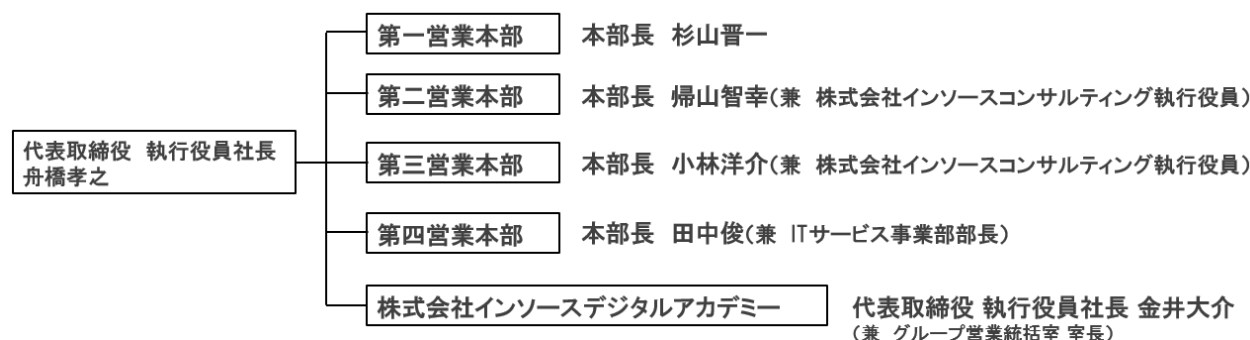 第一営業本部 本部長 杉山晋一
第二営業本部 本部長 帰山智幸(兼 株式会社インソースコンサルティング執行役員)
代表取締役 執行役員社長
舟橋孝之
第三営業本部 本部長 小林洋介(兼 株式会社インソースコンサルティング執行役員)
第四営業本部 本部長 田中俊(兼 ITサービス事業部部長)
株式会社インソースデジタルアカデミー 代表取締役 執行役員社長 金井大介
(兼 グループ営業統括室 室長)